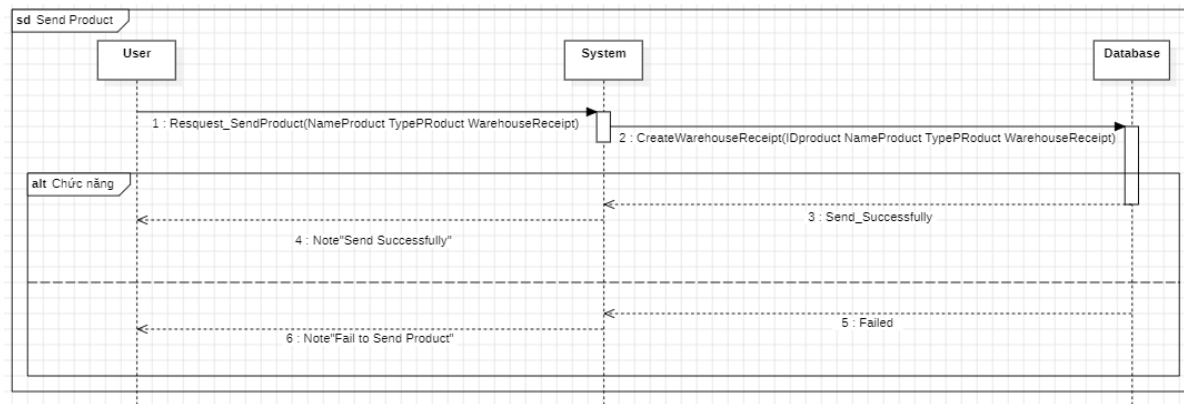 sd Send Product
User
System
Database
1 : Resquest_SendProduct(NameProduct TypePRoduct WarehouseReceipt)
2 : CreateWarehouseReceipt(IDproduct NameProduct TypePRoduct WarehouseReceipt)
alt Chức năng
3 : Send_Successfully
4 : Note"Send Successfully"
5 : Failed
6 : Note"Fail to Send Product"